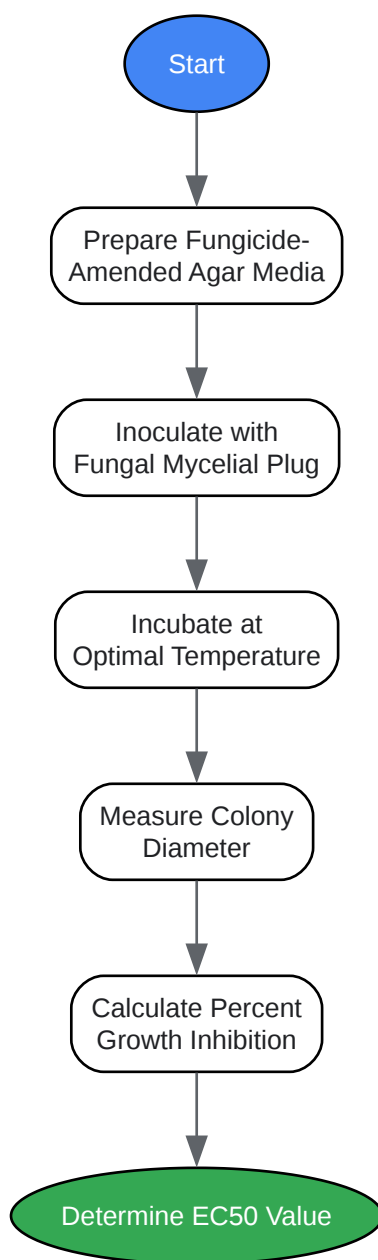 Start
Prepare Fungicide-
Amended Agar Media
Inoculate with
Fungal Mycelial Plug
Incubate at
Optimal Temperature
Measure Colony
Diameter
Calculate Percent
Growth Inhibition
Determine EC50 Value